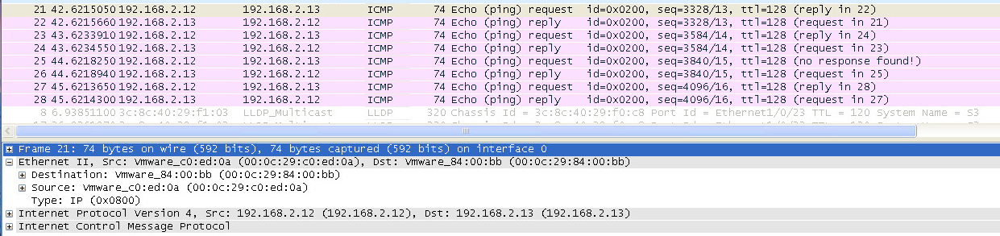 21 42.6215050 192.168.2.12 192.168.2.13 ICMP 74 Echo (ping) request id=0x0200, seq=3328/13, ttl=128 (reply in 22)
22 42.6215660 192.168.2.13 192.168.2.12 ICMP 74 Echo (ping) reply id=0x0200, seq=3328/13, ttl=128 (request in 21)
23 43.6233910 192.168.2.12 192.168.2.13 ICMP 74 Echo (ping) request id=0x0200, seq=3584/14, ttl=128 (reply in 24)
24 43.6234550 192.168.2.13 192.168.2.12 ICMP 74 Echo (ping) reply id=0x0200, seq=3584/14, ttl=128 (request in 23)
25 44.6218250 192.168.2.12 192.168.2.13 ICMP 74 Echo (ping) request id=0x0200, seq=3840/15, ttl=128 (no response found!)
26 44.6218940 192.168.2.13 192.168.2.12 ICMP 74 Echo (ping) reply id=0x0200, seq=3840/15, ttl=128 (request in 25)
27 45.6213650 192.168.2.12 192.168.2.13 ICMP 74 Echo (ping) request id=0x0200, seq=4096/16, ttl=128 (reply in 28)
28 45.6214300 192.168.2.13 192.168.2.12 ICMP 74 Echo (ping) reply id=0x0200, seq=4096/16, ttl=128 (request in 27)
8 6.93851100 3c:8c:40:29:f1:03 LLDP_Multicast LLDP 320 Chassis Id = 3c:8c:40:29:f0:c8 Port Id = Ethernet1/0/23 TTL = 120 System Name = S3
Frame 21: 74 bytes on wire (592 bits), 74 bytes captured (592 bits) on interface 0
Ethernet II, Src: Vmware_c0:ed:0a (00:0c:29:c0:ed:0a), Dst: Vmware_84:00:bb (00:0c:29:84:00:bb)
Destination: Vmware_84:00:bb (00:0c:29:84:00:bb)
Source: Vmware_c0:ed:0a (00:0c:29:c0:ed:0a)
Type: IP (0x0800)
Internet Protocol Version 4, Src: 192.168.2.12 (192.168.2.12), Dst: 192.168.2.13 (192.168.2.13)
Internet Control Message Protocol